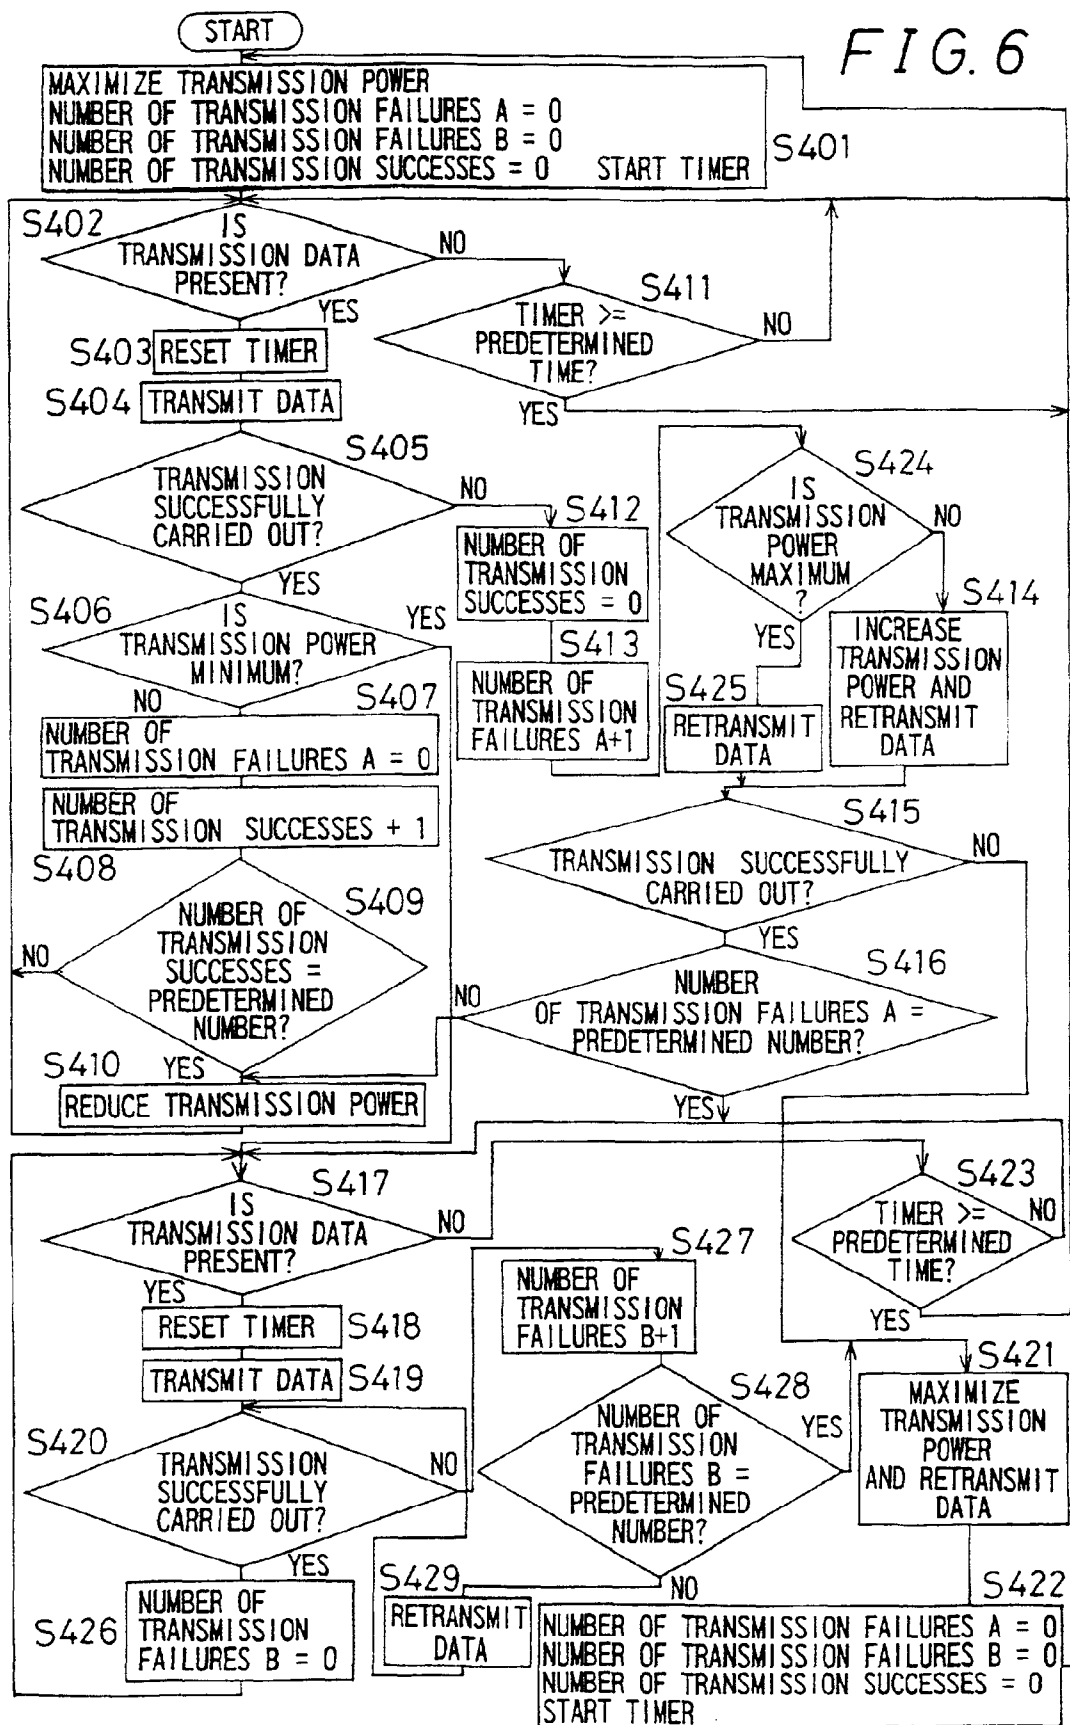 START
FIG. 6
MAXIMIZE TRANSMISSION POWER
NUMBER OF TRANSMISSION FAILURES A = 0
NUMBER OF TRANSMISSION FAILURES B = 0
NUMBER OF TRANSMISSION SUCCESSES = 0 START TIMER
S401
S402
IS
TRANSMISSION DATA
PRESENT?
NO
YES
S411
TIMER >=
PREDETERMINED
TIME?
NO
YES
S403
RESET TIMER
S404
TRANSMIT DATA
S405
TRANSMISSION
SUCCESSFULLY
CARRIED OUT?
NO
YES
S412
NUMBER OF
TRANSMISSION
SUCCESSES = 0
S413
NUMBER OF
TRANSMISSION
FAILURES A+1
S424
IS
TRANSMISSION
POWER
MAXIMUM
?
NO
YES
S414
INCREASE
TRANSMISSION
POWER AND
RETRANSMIT
DATA
S425
RETRANSMIT
DATA
S406
IS
TRANSMISSION POWER
MINIMUM?
YES
NO
S407
NUMBER OF
TRANSMISSION FAILURES A = 0
NUMBER OF
TRANSMISSION SUCCESSES + 1
S408
S409
NUMBER OF
TRANSMISSION
SUCCESSES =
PREDETERMINED
NUMBER?
NO
YES
S410
REDUCE TRANSMISSION POWER
S415
TRANSMISSION SUCCESSFULLY
CARRIED OUT?
NO
YES
S416
NUMBER
OF TRANSMISSION FAILURES A =
PREDETERMINED NUMBER?
NO
YES
S417
IS
TRANSMISSION DATA
PRESENT?
NO
YES
S423
TIMER >=
PREDETERMINED
TIME?
NO
YES
RESET TIMER
S418
TRANSMIT DATA
S419
S420
TRANSMISSION
SUCCESSFULLY
CARRIED OUT?
NO
YES
S426
NUMBER OF
TRANSMISSION
FAILURES B = 0
S427
NUMBER OF
TRANSMISSION
FAILURES B+1
S428
NUMBER OF
TRANSMISSION
FAILURES B =
PREDETERMINED
NUMBER?
YES
NO
S429
RETRANSMIT
DATA
S421
MAXIMIZE
TRANSMISSION
POWER
AND RETRANSMIT
DATA
S422
NUMBER OF TRANSMISSION FAILURES A = 0
NUMBER OF TRANSMISSION FAILURES B = 0
NUMBER OF TRANSMISSION SUCCESSES = 0
START TIMER